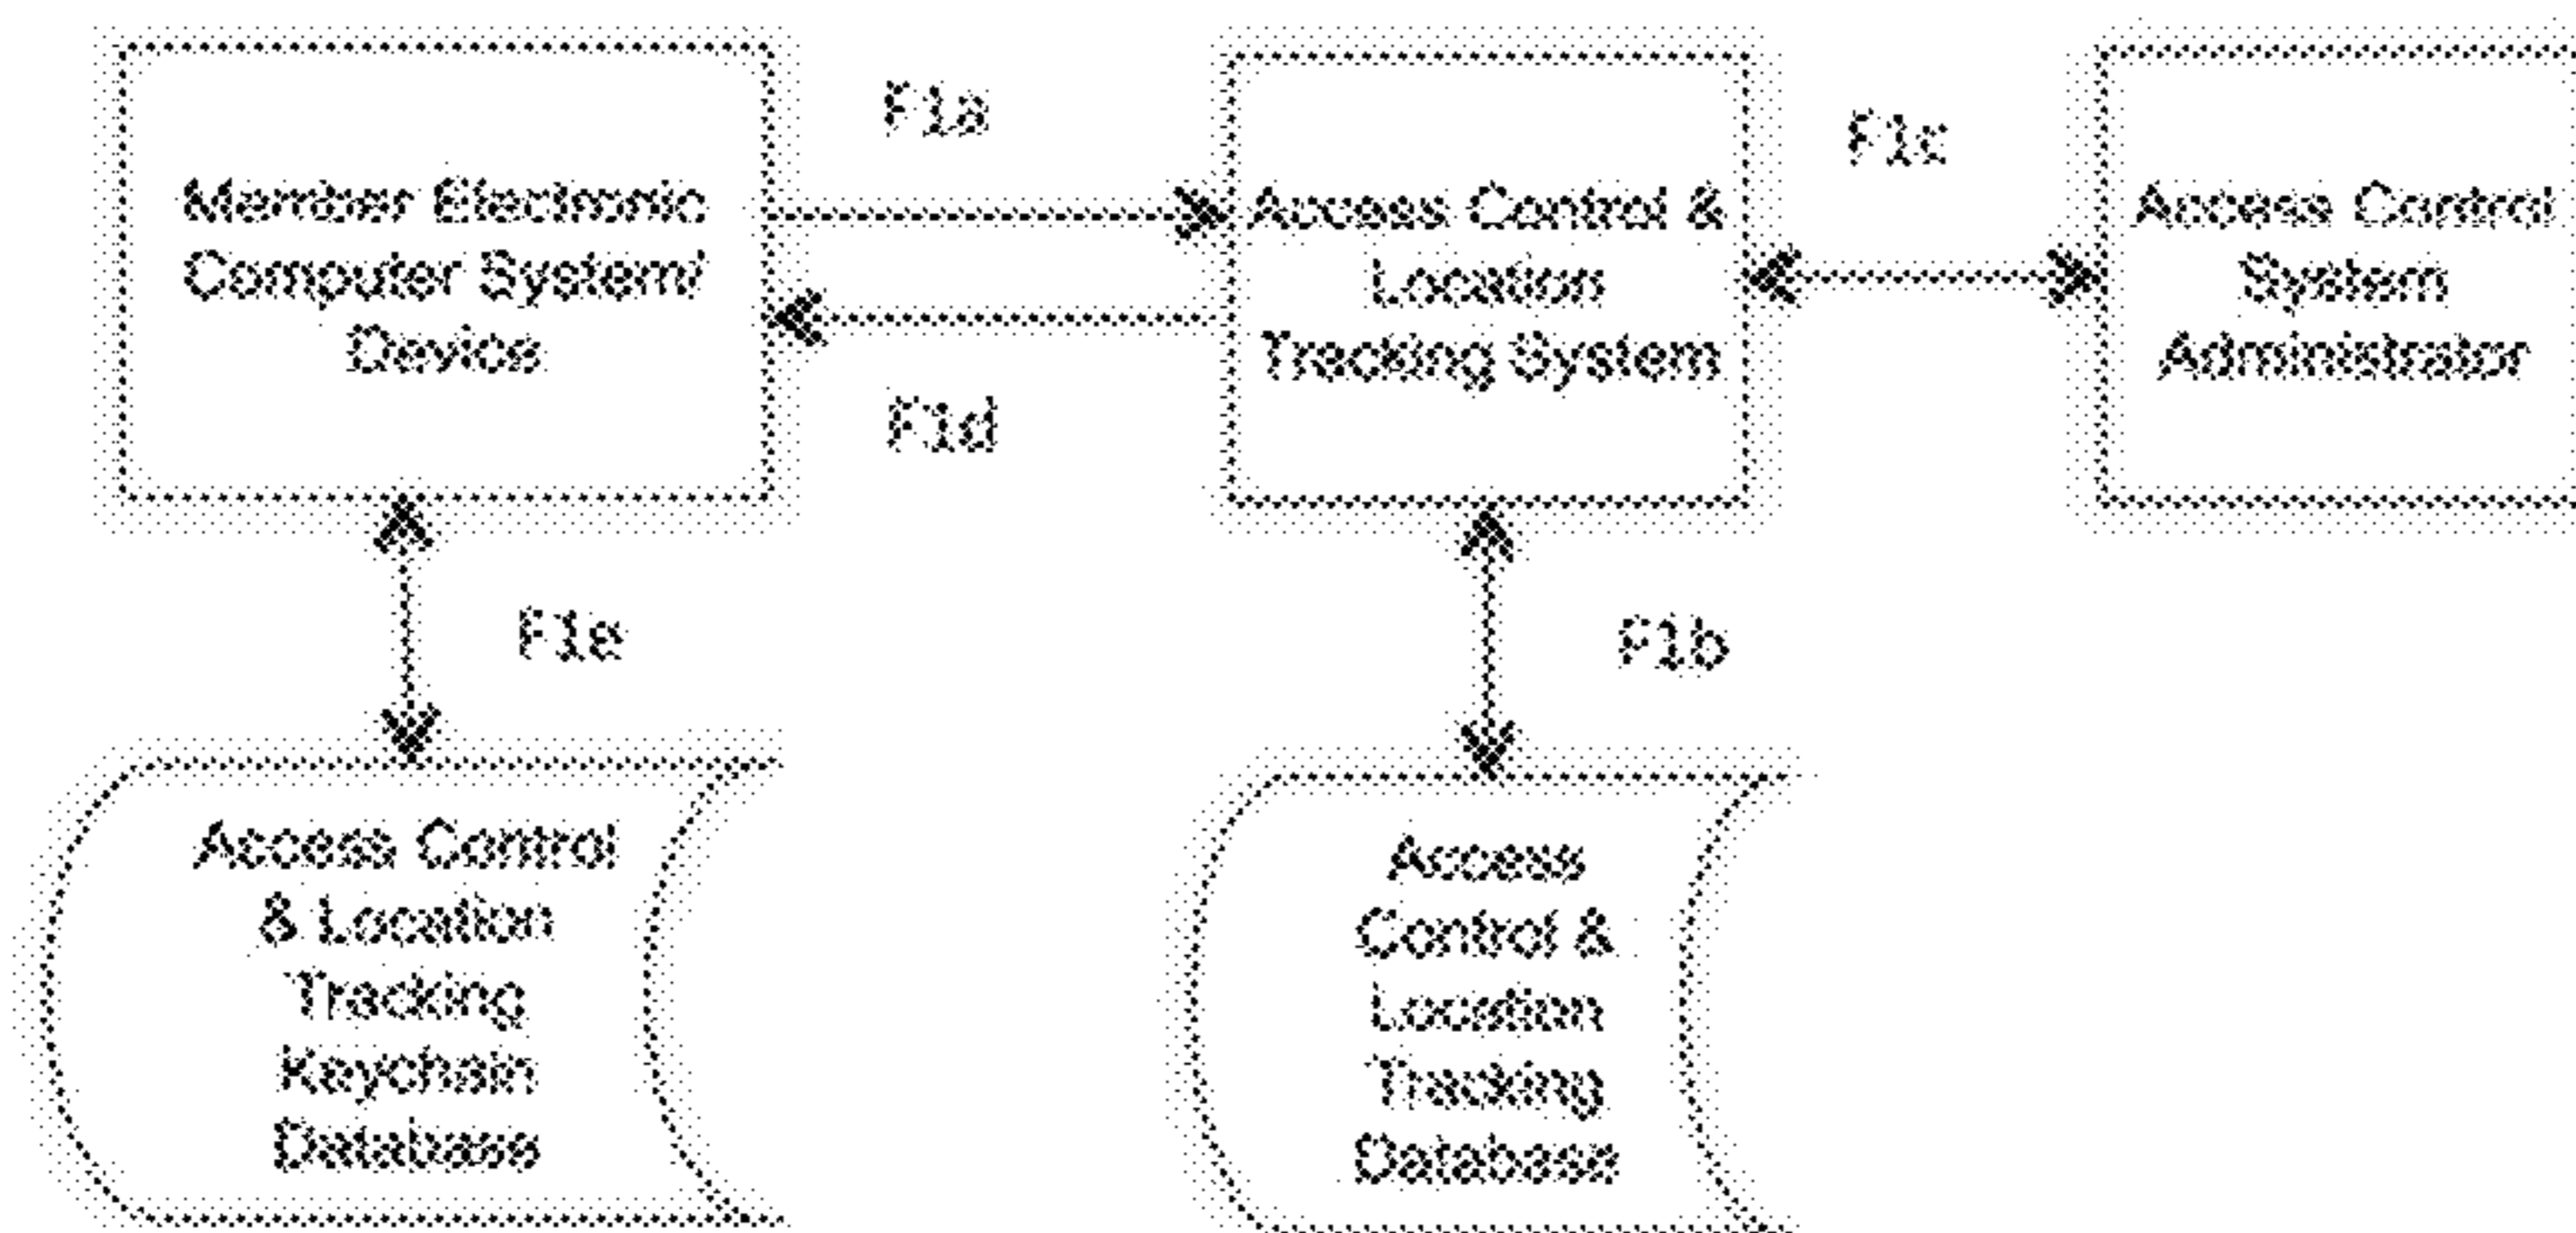 F1a
F1c
Member Electronic
Computer System/
Device
Access Control &
Location
Tracking System
Access Control
System
Administrator
F1d
F1e
F1b
Access Control
& Location
Tracking
Keychain
Database
Access
Control &
Location
Tracking
Database